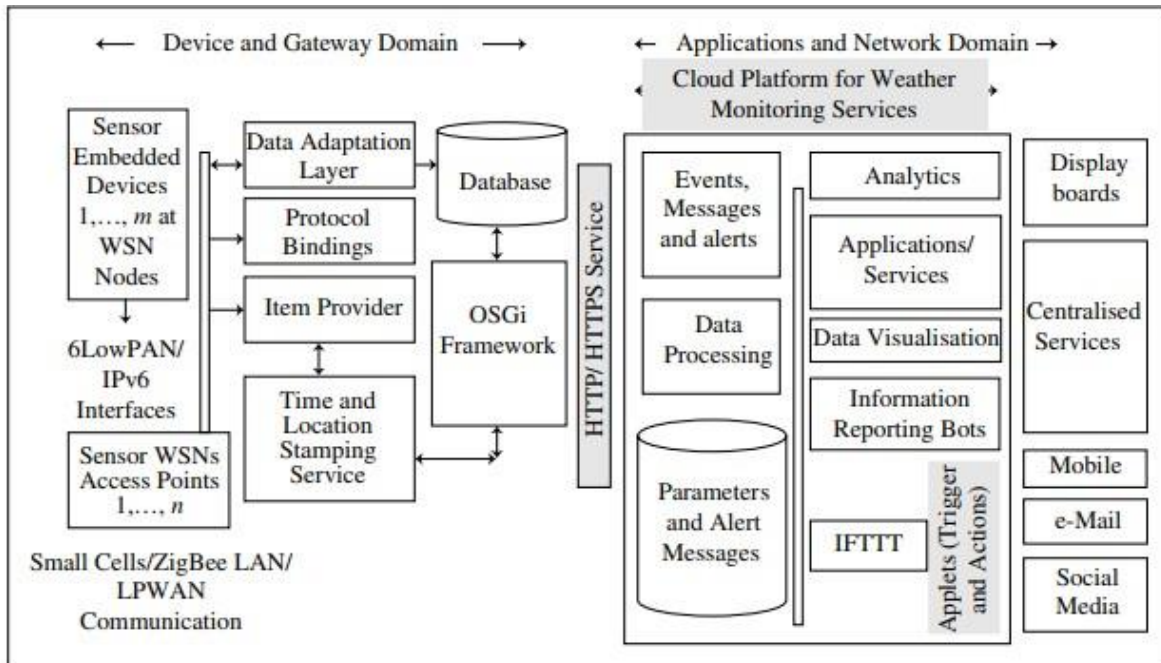 Device and Gateway Domain
Applications and Network Domain
Cloud Platform for Weather
Monitoring Services
Sensor
Embedded
Devices
1,…, m at
WSN
Nodes
6LowPAN/
IPv6
Interfaces
Sensor WSNs
Access Points
1,…, n
Small Cells/ZigBee LAN/
LPWAN
Communication
Data Adaptation
Layer
Protocol
Bindings
Item Provider
Time and
Location
Stamping
Service
Database
OSGi
Framework
HTTP/ HTTPS Service
Events,
Messages
and alerts
Data
Processing
Parameters
and Alert
Messages
Analytics
Applications/
Services
Data Visualisation
Information
Reporting Bots
IFTTT
Applets (Trigger
and Actions)
Display
boards
Centralised
Services
Mobile
e-Mail
Social
Media